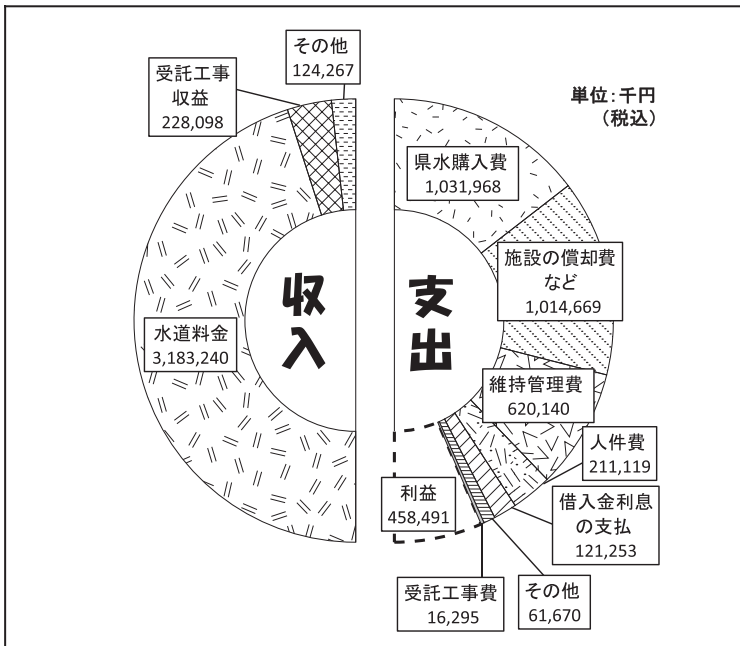 その他
124,267
受託工事
収益
228,098
水道料金
3,183,240
収
入
単位:千円
(税込)
支
出
県水購入費
1,031,968
施設の償却費
など
1,014,669
維持管理費
620,140
人件費
211,119
借入金利息
の支払
121,253
その他
61,670
受託工事費
16,295
利益
458,491